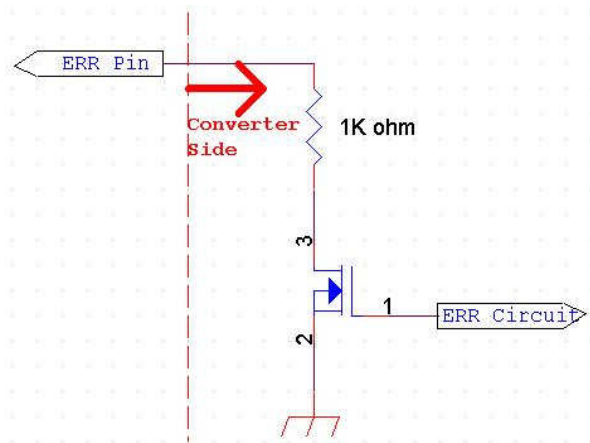 ERR Pin
Converter
Side
1K ohm
3
1
ERR Circuit
2